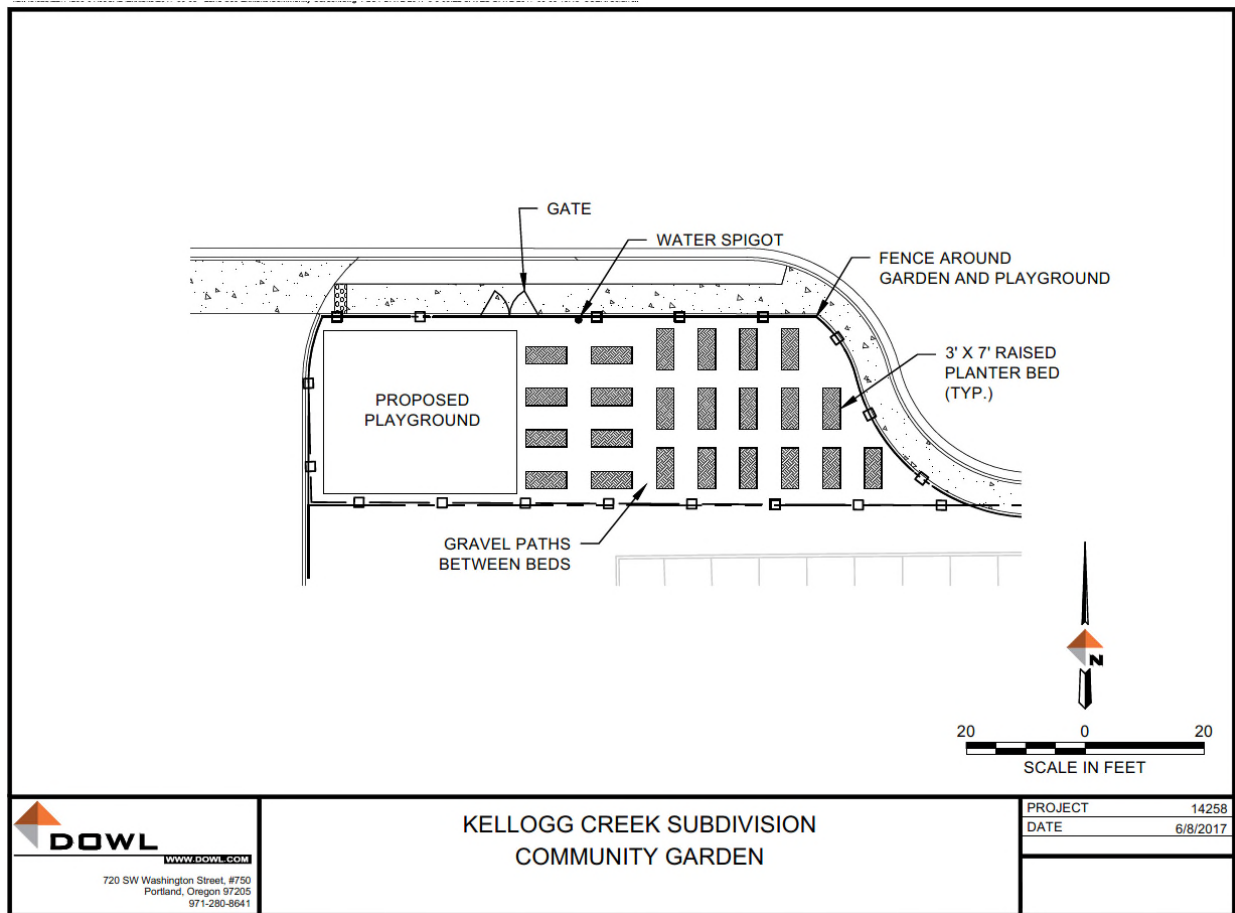 GATE
WATER SPIGOT
FENCE AROUND
GARDEN AND PLAYGROUND
3' X 7' RAISED
PLANTER BED
(TYP.)
PROPOSED
PLAYGROUND
GRAVEL PATHS
BETWEEN BEDS
N
20 0 20
SCALE IN FEET
DOWL
WWW.DOWL.COM
720 SW Washington Street, #750
Portland, Oregon 97205
971-280-8641
KELLOGG CREEK SUBDIVISION
COMMUNITY GARDEN
PROJECT 14258
DATE 6/8/2017